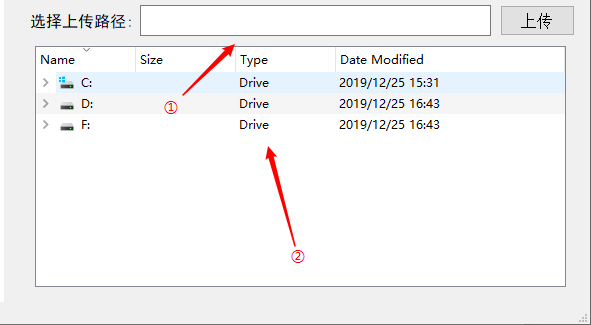 选择上传路径: 上传
Name Size Type Date Modified
C: Drive 2019/12/25 15:31
D: Drive 2019/12/25 16:43
F: Drive 2019/12/25 16:43
①
②